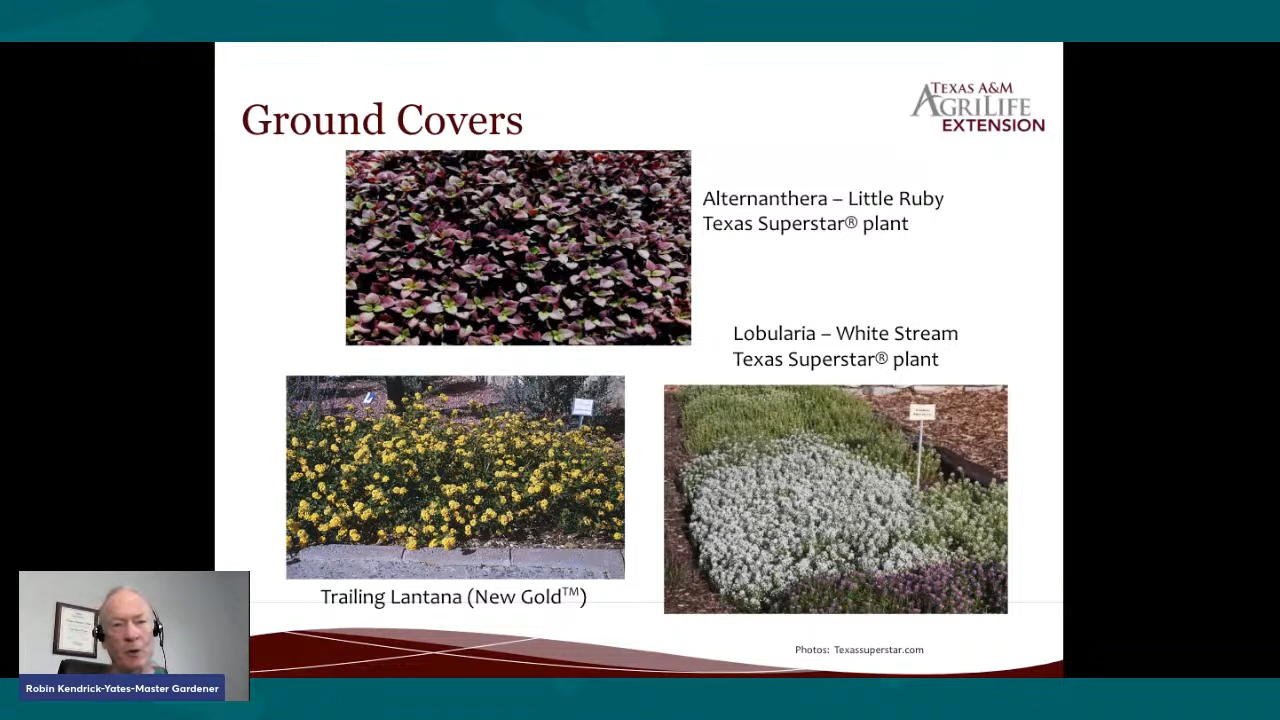 Ground Covers
TEXAS A&M
AGRILIFE
EXTENSION
Alternanthera – Little Ruby
Texas Superstar® plant
Lobularia – White Stream
Texas Superstar® plant
Trailing Lantana (New Gold™)
Photos: Texassuperstar.com
Robin Kendrick-Yates-Master Gardener